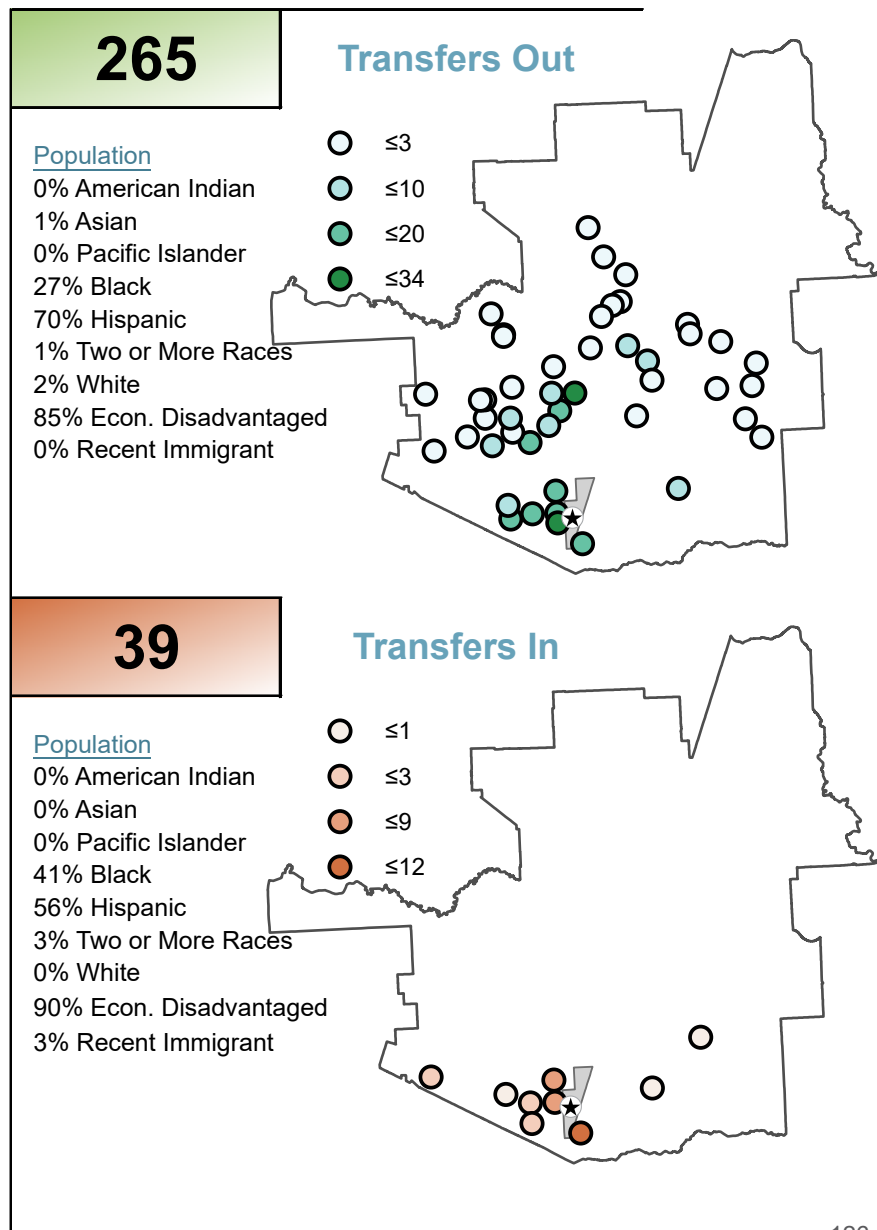 265
Transfers Out
Population
0% American Indian
1% Asian
0% Pacific Islander
27% Black
70% Hispanic
1% Two or More Races
2% White
85% Econ. Disadvantaged
0% Recent Immigrant
≤3
≤10
≤20
≤34
39
Transfers In
Population
0% American Indian
0% Asian
0% Pacific Islander
41% Black
56% Hispanic
3% Two or More Races
0% White
90% Econ. Disadvantaged
3% Recent Immigrant
≤1
≤3
≤9
≤12